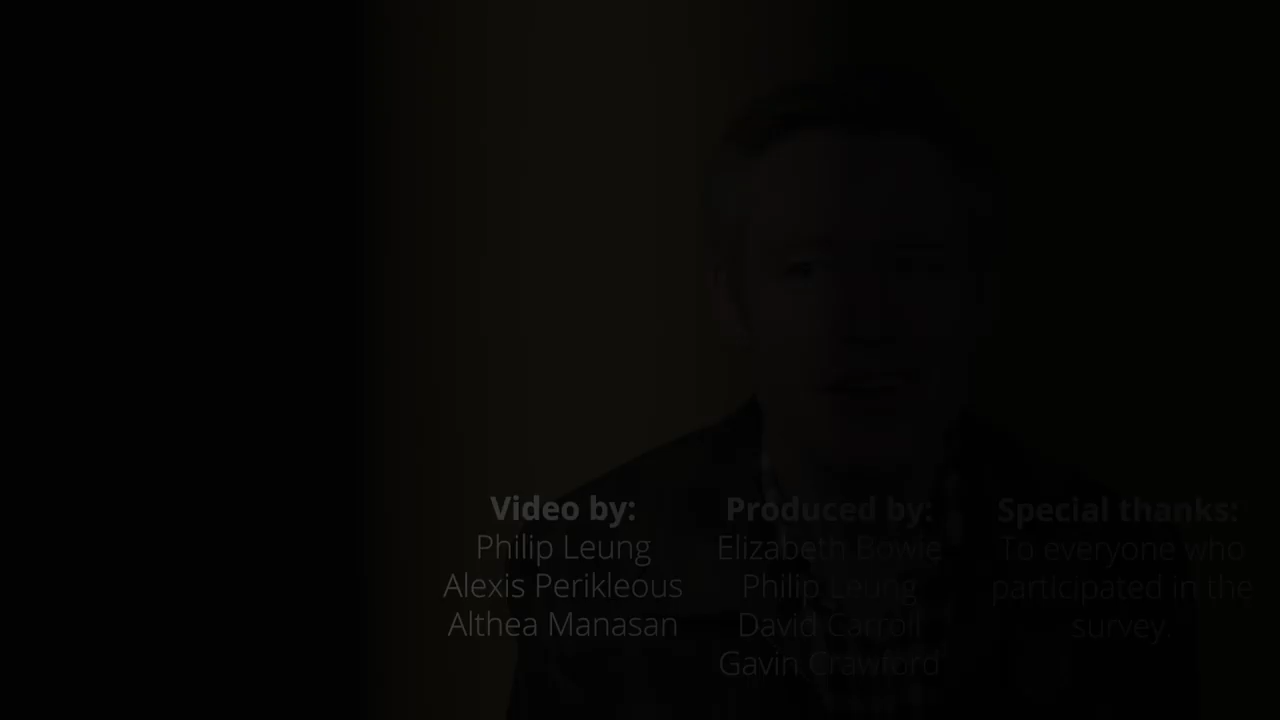 Video by:
Philip Leung
Alexis Perikleous
Althea Manasan
Produced by:
Elizabeth Bowie
Philip Leung
David Carroll
Gavin Crawford
Special thanks:
To everyone who
participated in the
survey.